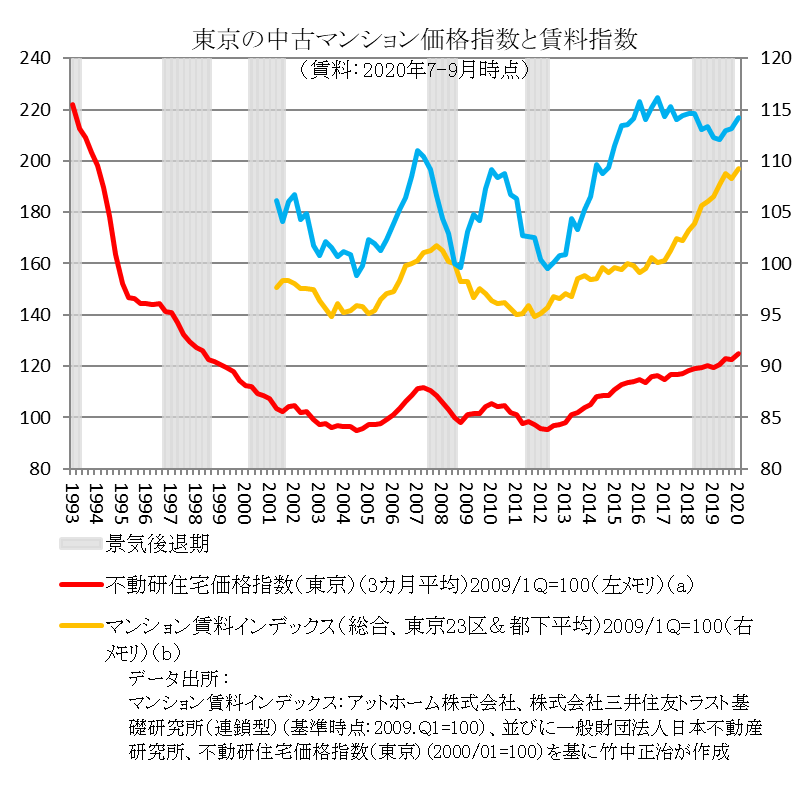 東京の中古マンション価格指数と賃料指数
（賃料：2020年7-9月時点）
240
220
200
180
160
140
120
100
80
120
115
110
105
100
95
90
85
80
1993 1994 1995 1996 1997 1998 1999 2000 2001 2002 2003 2004 2005 2006 2007 2008 2009 2010 2011 2012 2013 2014 2015 2016 2017 2018 2019 2020
景気後退期
不動研住宅価格指数（東京）（3カ月平均）2009/1Q=100（左ﾒﾓﾘ）（a）
マンション賃料インデックス（総合、東京23区＆都下平均）2009/1Q=100（右
ﾒﾓﾘ）（b）
データ出所：
マンション賃料インデックス：アットホーム株式会社、株式会社三井住友トラスト基
礎研究所（連鎖型）（基準時点：2009.Q1=100）、並びに一般財団法人日本不動産
研究所、不動研住宅価格指数（東京）（2000/01=100）を基に竹中正治が作成